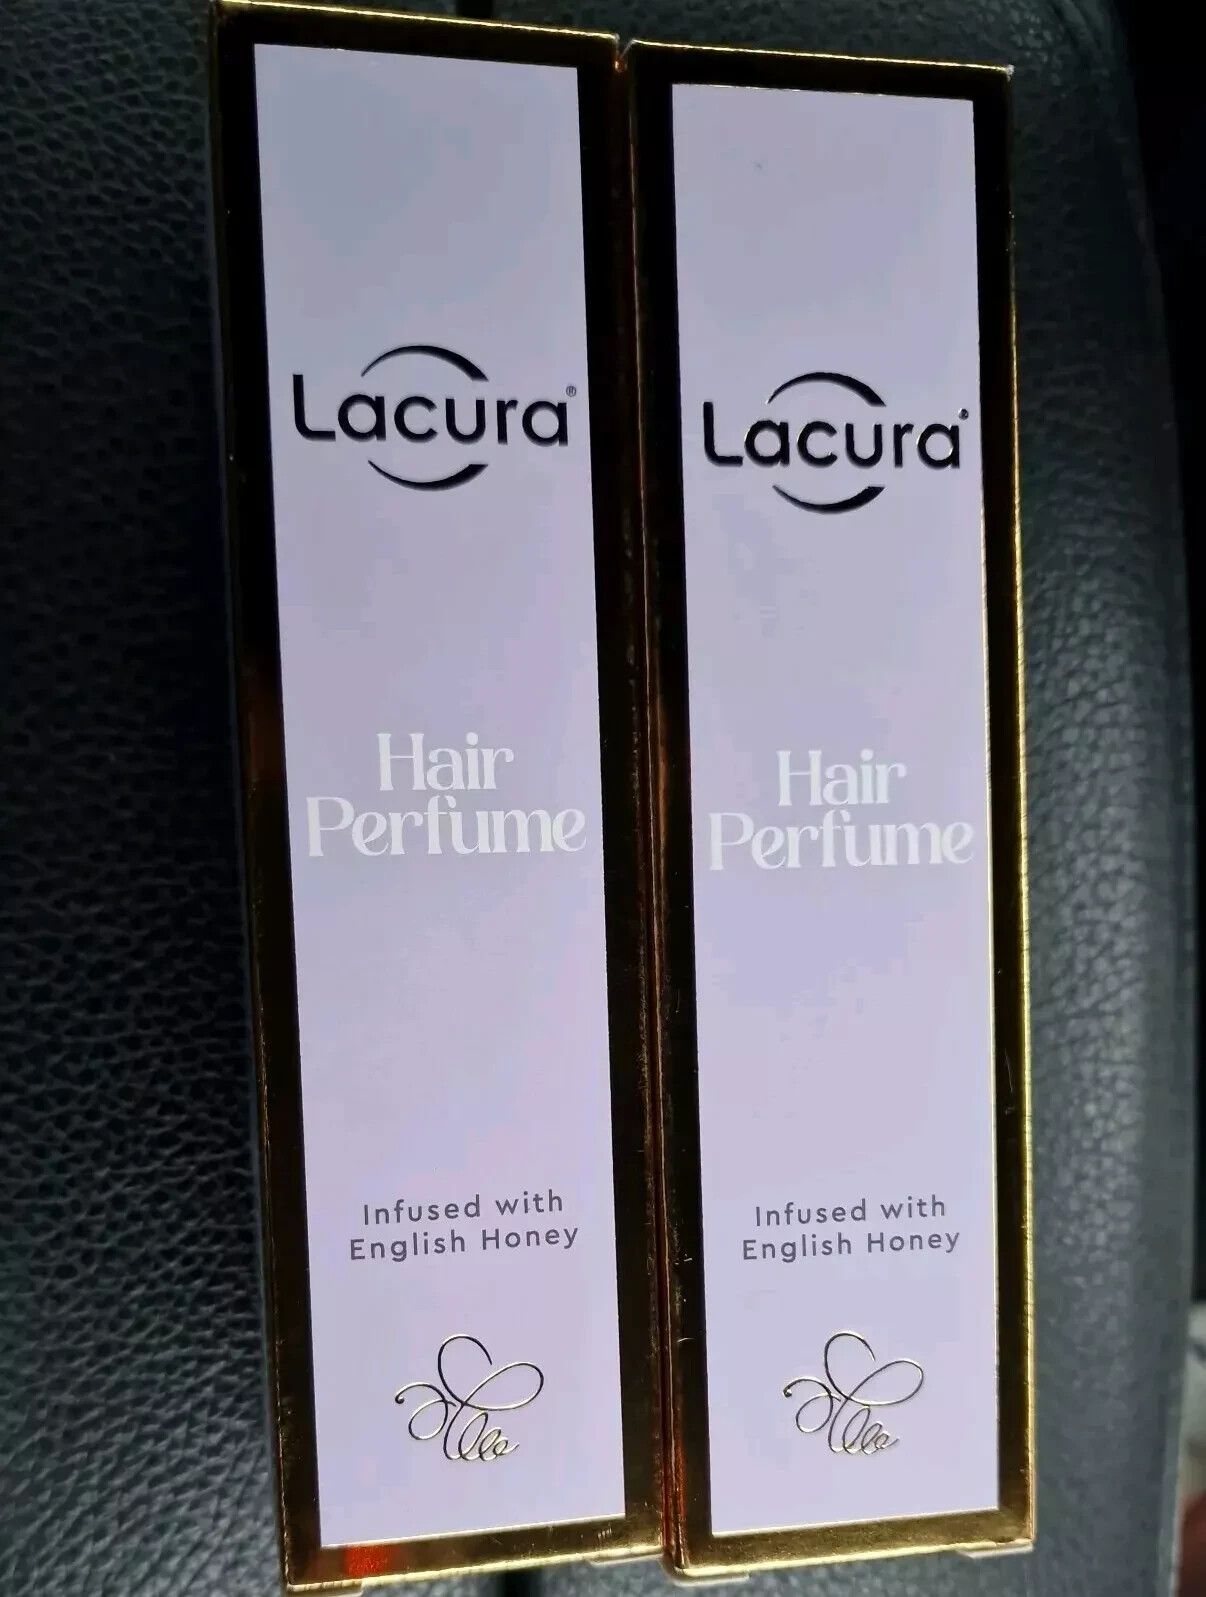 Lacura®
Hair
Perfume
Infused with
English Honey
Lacura®
Hair
Perfume
Infused with
English Honey